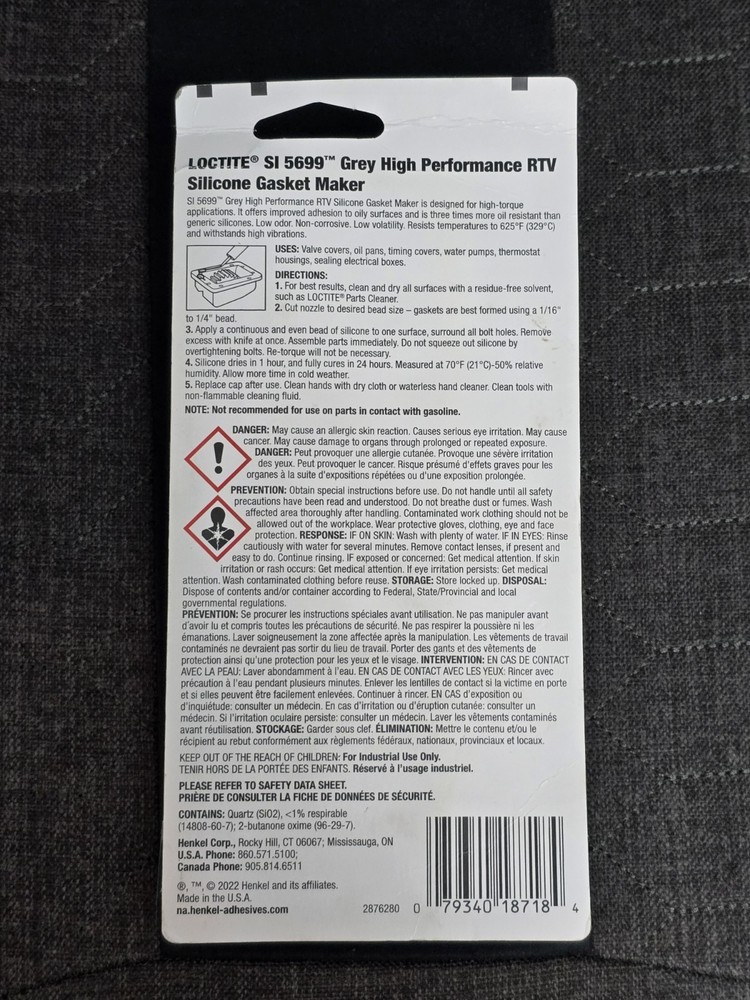 LOCTITE® SI 5699™ Grey High Performance RTV
Silicone Gasket Maker
SI 5699™ Grey High Performance RTV Silicone Gasket Maker is designed for high-torque
applications. It offers improved adhesion to oily surfaces and is three times more oil resistant than
generic silicones. Low odor. Non-corrosive. Low volatility. Resists temperatures to 625°F (329°C)
and withstands high vibrations.
USES: Valve covers, oil pans, timing covers, water pumps, thermostat
housings, sealing electrical boxes.
DIRECTIONS:
1. For best results, clean and dry all surfaces with a residue-free solvent,
such as LOCTITE® Parts Cleaner.
2. Cut nozzle to desired bead size – gaskets are best formed using a 1/16"
to 1/4" bead.
3. Apply a continuous and even bead of silicone to one surface, surround all bolt holes. Remove
excess with knife at once. Assemble parts immediately. Do not squeeze out silicone by
overtightening bolts. Re-torque will not be necessary.
4. Silicone dries in 1 hour, and fully cures in 24 hours. Measured at 70°F (21°C)-50% relative
humidity. Allow more time in cold weather.
5. Replace cap after use. Clean hands with dry cloth or waterless hand cleaner. Clean tools with
non-flammable cleaning fluid.
NOTE: Not recommended for use on parts in contact with gasoline.
DANGER: May cause an allergic skin reaction. Causes serious eye irritation. May cause
cancer. May cause damage to organs through prolonged or repeated exposure.
DANGER: Peut provoquer une allergie cutanée. Provoque une sévère irritation
des yeux. Peut provoquer le cancer. Risque présumé d'effets graves pour les
organes à la suite d'expositions répétées ou d'une exposition prolongée.
PREVENTION: Obtain special instructions before use. Do not handle until all safety
precautions have been read and understood. Do not breathe dust or fumes. Wash
affected area thoroughly after handling. Contaminated work clothing should not be
allowed out of the workplace. Wear protective gloves, clothing, eye and face
protection. RESPONSE: IF ON SKIN: Wash with plenty of water. IF IN EYES: Rinse
cautiously with water for several minutes. Remove contact lenses, if present and
easy to do. Continue rinsing. IF exposed or concerned: Get medical attention. If skin
irritation or rash occurs: Get medical attention. If eye irritation persists: Get medical
attention. Wash contaminated clothing before reuse. STORAGE: Store locked up. DISPOSAL:
Dispose of contents and/or container according to Federal, State/Provincial and local
governmental regulations.
PRÉVENTION: Se procurer les instructions spéciales avant utilisation. Ne pas manipuler avant
d'avoir lu et compris toutes les précautions de sécurité. Ne pas respirer la poussière ni les
émanations. Laver soigneusement la zone affectée après la manipulation. Les vêtements de travail
contaminés ne devraient pas sortir du lieu de travail. Porter des gants et des vêtements de
protection ainsi qu'une protection pour les yeux et le visage. INTERVENTION: EN CAS DE CONTACT
AVEC LA PEAU: Laver abondamment à l'eau. EN CAS DE CONTACT AVEC LES YEUX: Rincer avec
précaution à l'eau pendant plusieurs minutes. Enlever les lentilles de contact si la victime en porte
et si elles peuvent être facilement enlevées. Continuer à rincer. EN CAS d'exposition ou
d'inquiétude: consulter un médecin. En cas d'irritation ou d'éruption cutanée: consulter un
médecin. Si l'irritation oculaire persiste: consulter un médecin. Laver les vêtements contaminés
avant réutilisation. STOCKAGE: Garder sous clef. ÉLIMINATION: Mettre le contenu et/ou le
récipient au rebut conformément aux règlements fédéraux, nationaux, provinciaux et locaux.
KEEP OUT OF THE REACH OF CHILDREN: For Industrial Use Only.
TENIR HORS DE LA PORTÉE DES ENFANTS. Réservé à l'usage industriel.
PLEASE REFER TO SAFETY DATA SHEET.
PRIÈRE DE CONSULTER LA FICHE DE DONNÉES DE SÉCURITÉ.
CONTAINS: Quartz (SiO2), <1% respirable
(14808-60-7); 2-butanone oxime (96-29-7).
Henkel Corp., Rocky Hill, CT 06067; Mississauga, ON
U.S.A. Phone: 860.571.5100;
Canada Phone: 905.814.6511
®, ™, © 2022 Henkel and its affiliates.
Made in the U.S.A.
na.henkel-adhesives.com
2876280
0 79340 18718 4